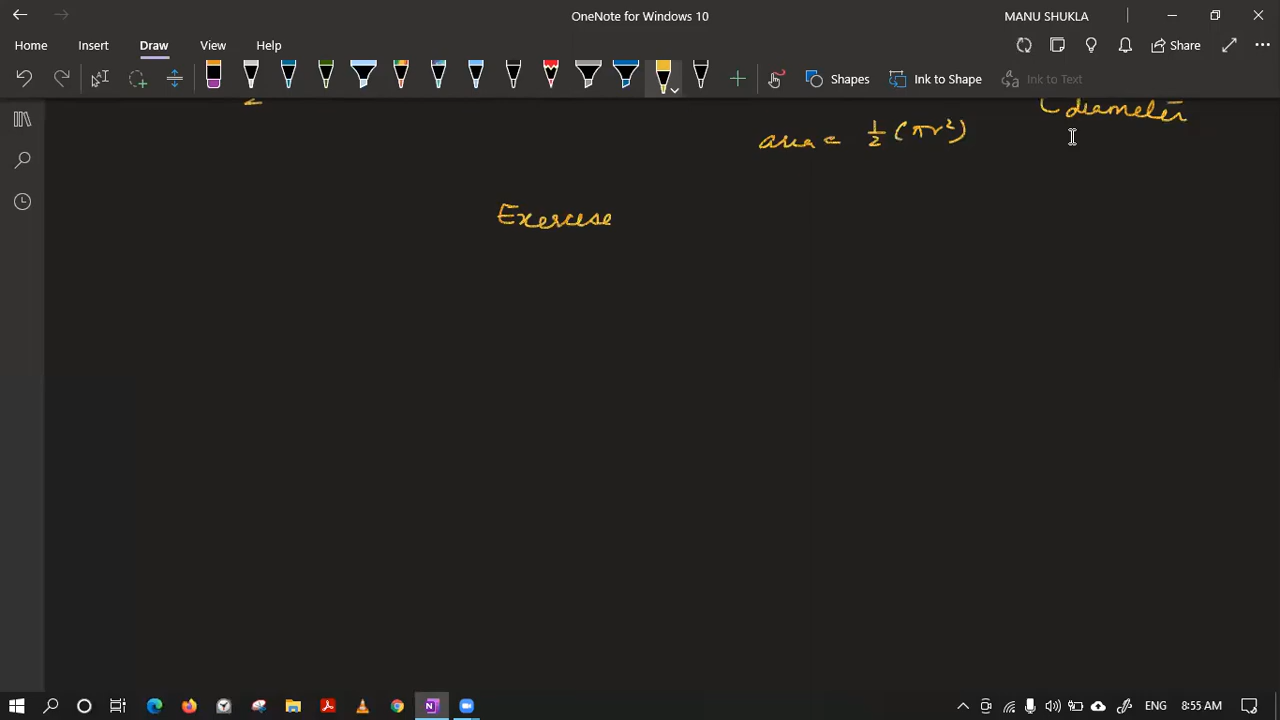 OneNote for Windows 10
MANU SHUKLA
Home Insert Draw View Help
Share
Shapes
Ink to Shape
Ink to Text
2
diameter
area = 1/2 (πr²)
Exercise
ENG 8:55 AM